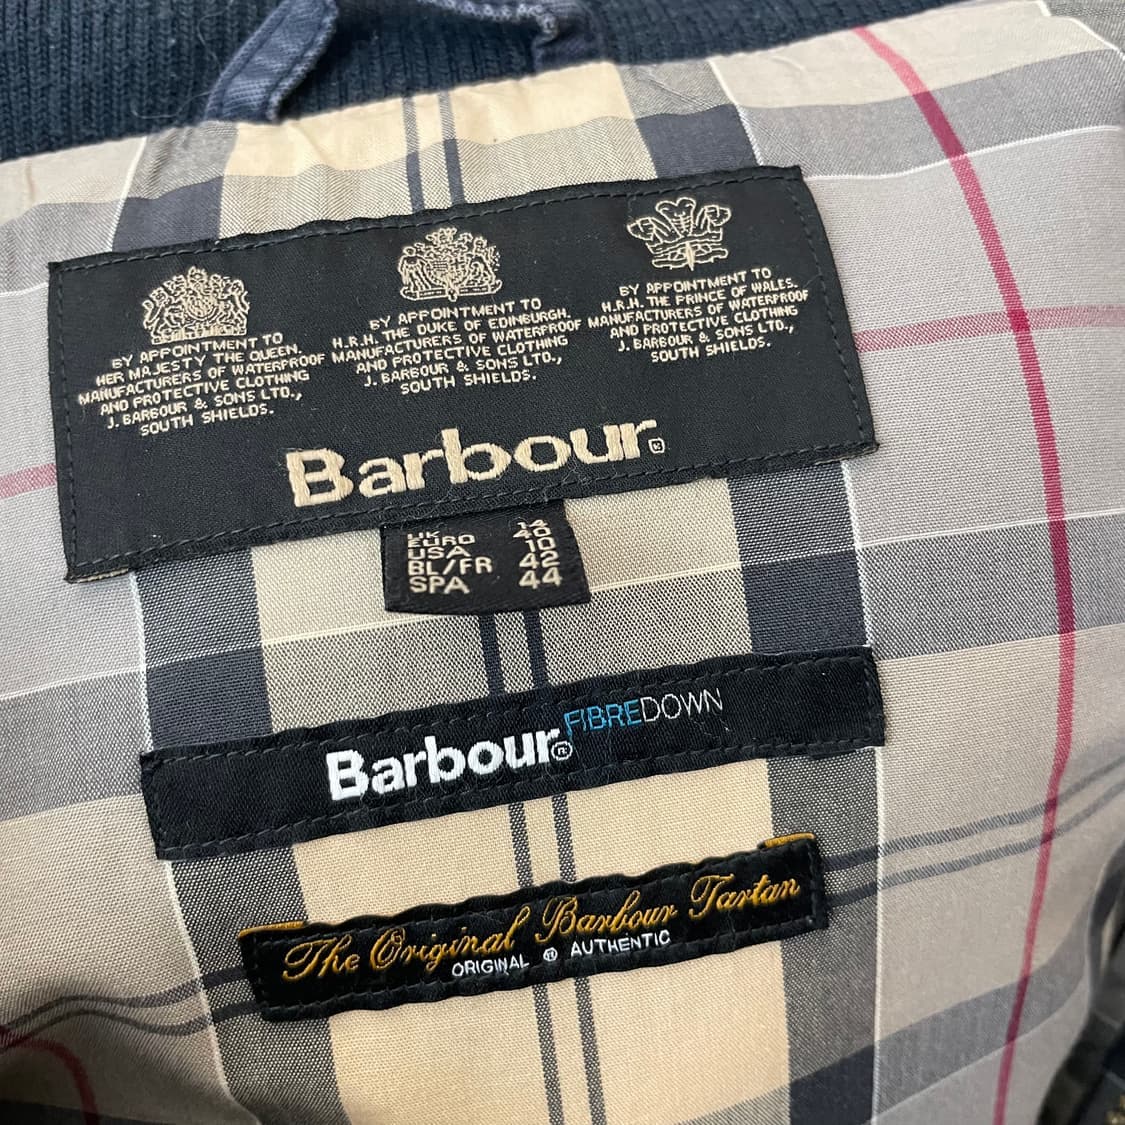 BY APPOINTMENT TO
HER MAJESTY THE QUEEN.
MANUFACTURERS OF WATERPROOF
AND PROTECTIVE CLOTHING
J. BARBOUR & SONS LTD.,
SOUTH SHIELDS.
BY APPOINTMENT TO
H.R.H. THE DUKE OF EDINBURGH.
MANUFACTURERS OF WATERPROOF
AND PROTECTIVE CLOTHING
J. BARBOUR & SONS LTD.,
SOUTH SHIELDS.
BY APPOINTMENT TO
H.R.H. THE PRINCE OF WALES.
MANUFACTURERS OF WATERPROOF
AND PROTECTIVE CLOTHING
J. BARBOUR & SONS LTD.,
SOUTH SHIELDS.
Barbour®
UK 14
EURO 40
USA 10
BL/FR 42
SPA 44
Barbour® FIBREDOWN
The Original Barbour Tartan
ORIGINAL ® AUTHENTIC